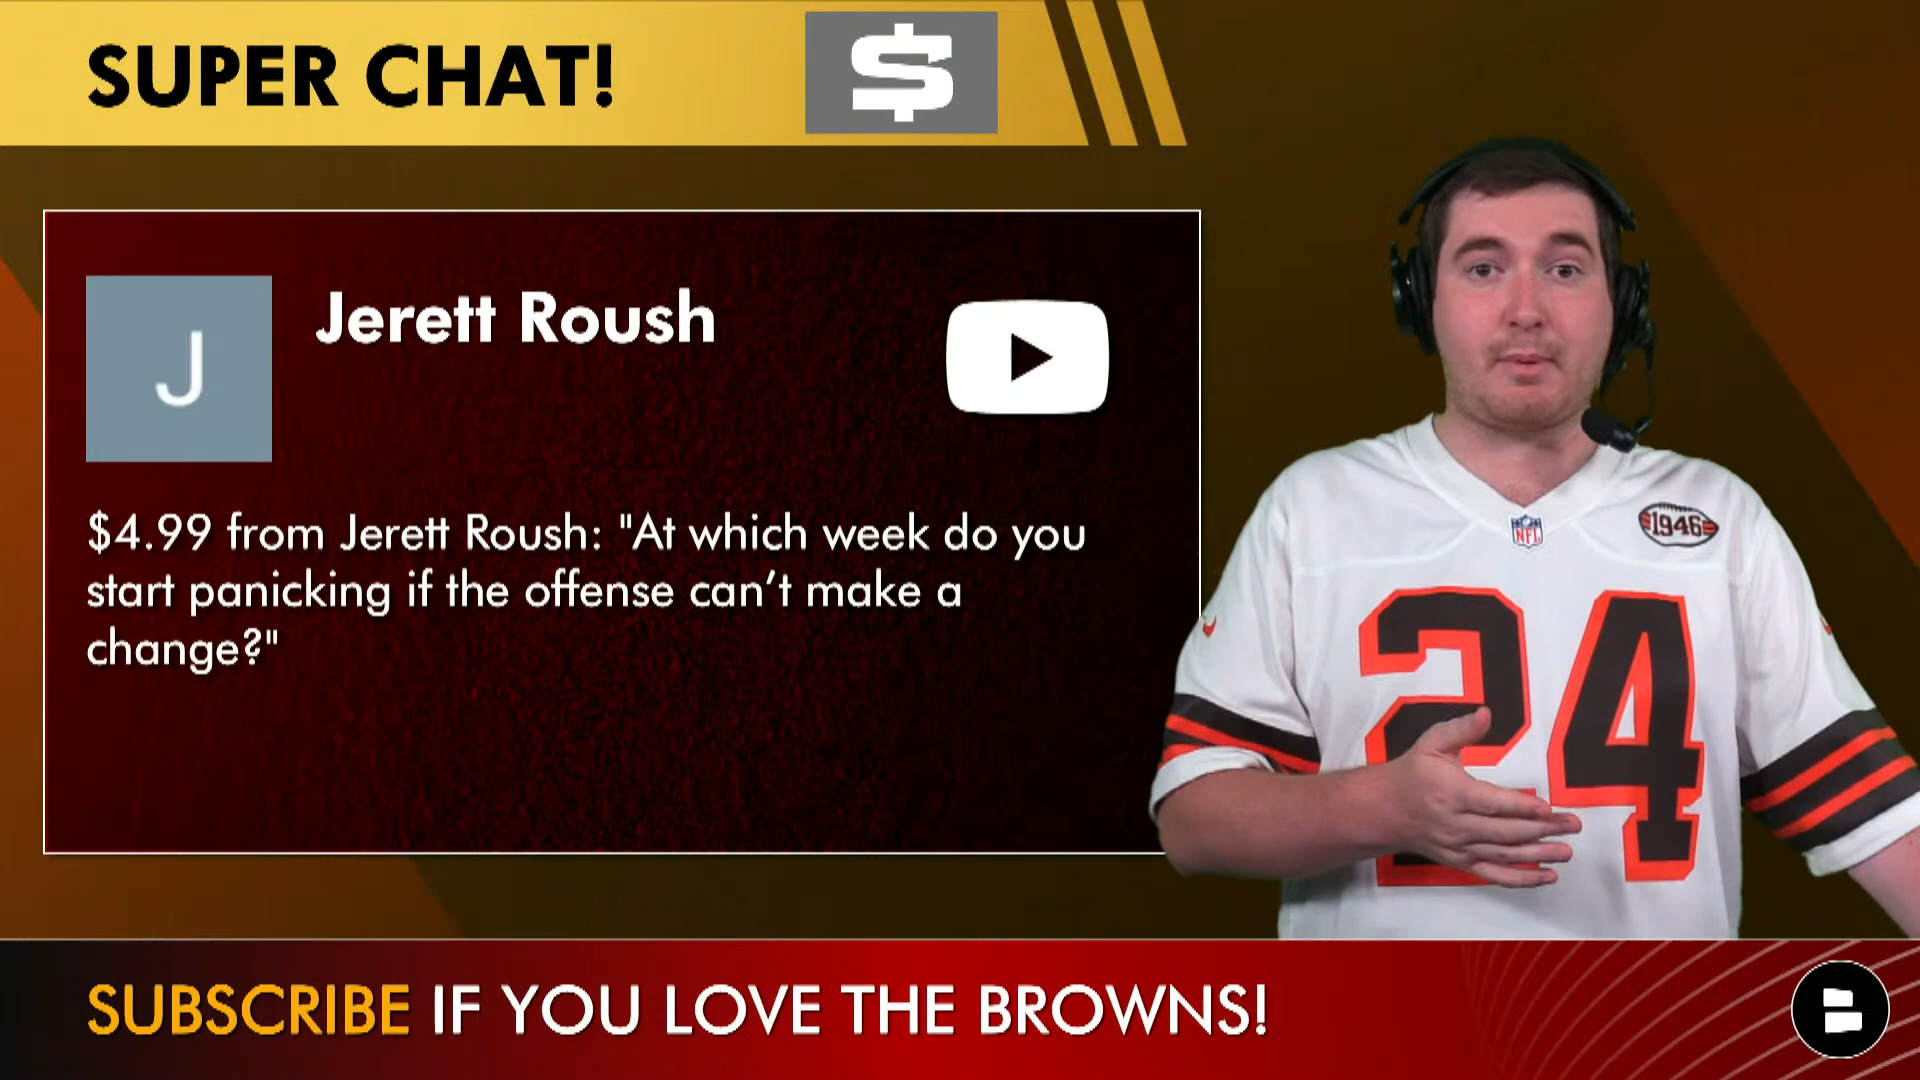 SUPER CHAT!
$
J
Jerett Roush
$4.99 from Jerett Roush: "At which week do you
start panicking if the offense can’t make a
change?"
1946
NFL
24
SUBSCRIBE IF YOU LOVE THE BROWNS!